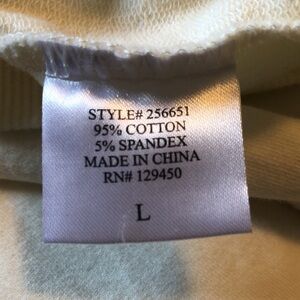 STYLE# 256651
95% COTTON
5% SPANDEX
MADE IN CHINA
RN# 129450
L